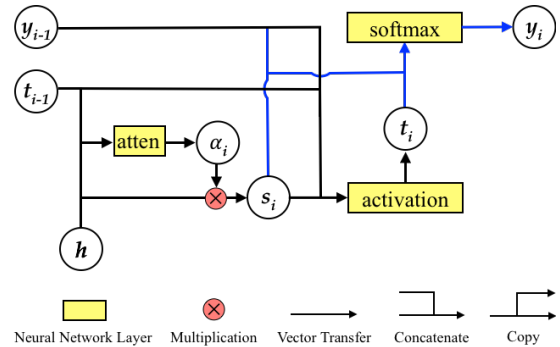 y_{i-1}
softmax
y_i
t_{i-1}
atten
α_i
t_i
×
s_i
activation
h
×
Neural Network Layer
Multiplication
Vector Transfer
Concatenate
Copy